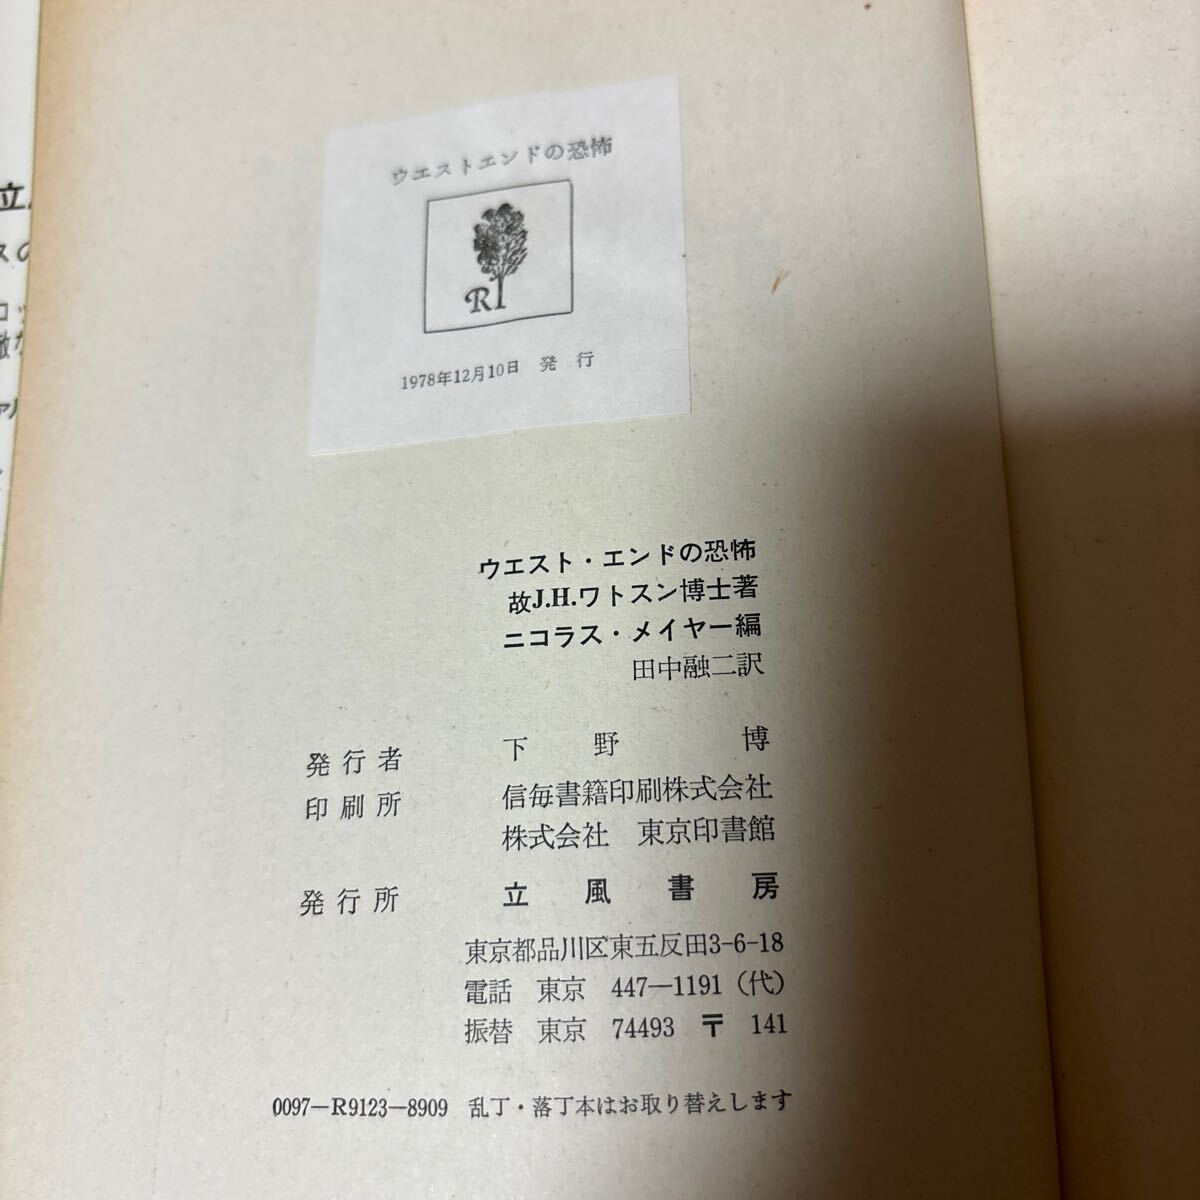 ウエストエンドの恐怖
R
1978年12月10日 発行
ウエスト・エンドの恐怖
故J.H.ワトスン博士著
ニコラス・メイヤー編
田中融二訳
発行者 下野 博
印刷所 信毎書籍印刷株式会社
株式会社 東京印書館
発行所 立風書房
東京都品川区東五反田3-6-18
電話 東京 447―1191(代)
振替 東京 74493 〒 141
0097―R9123―8909 乱丁・落丁本はお取り替えします
立
スの
コッ